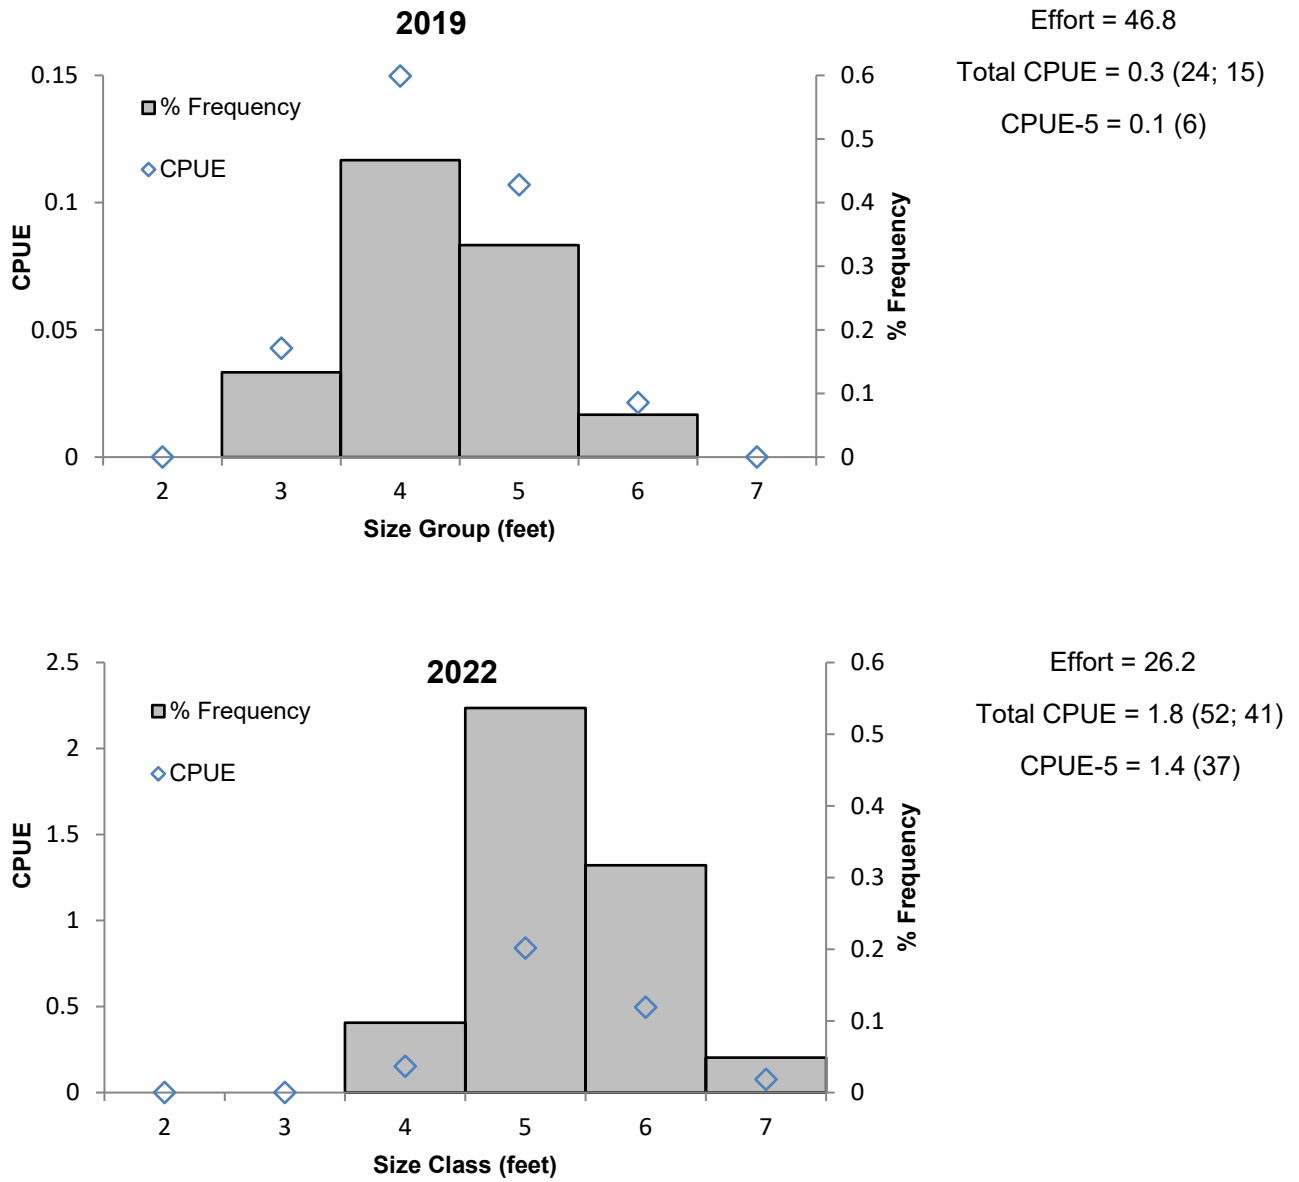 2019
Effort = 46.8
Total CPUE = 0.3 (24; 15)
CPUE-5 = 0.1 (6)
% Frequency
CPUE
0.15
0.1
0.05
0
CPUE
0.6
0.5
0.4
0.3
0.2
0.1
0
% Frequency
2 3 4 5 6 7
Size Group (feet)
2022
Effort = 26.2
Total CPUE = 1.8 (52; 41)
CPUE-5 = 1.4 (37)
% Frequency
CPUE
2.5
2
1.5
1
0.5
0
CPUE
0.6
0.5
0.4
0.3
0.2
0.1
0
% Frequency
2 3 4 5 6 7
Size Class (feet)